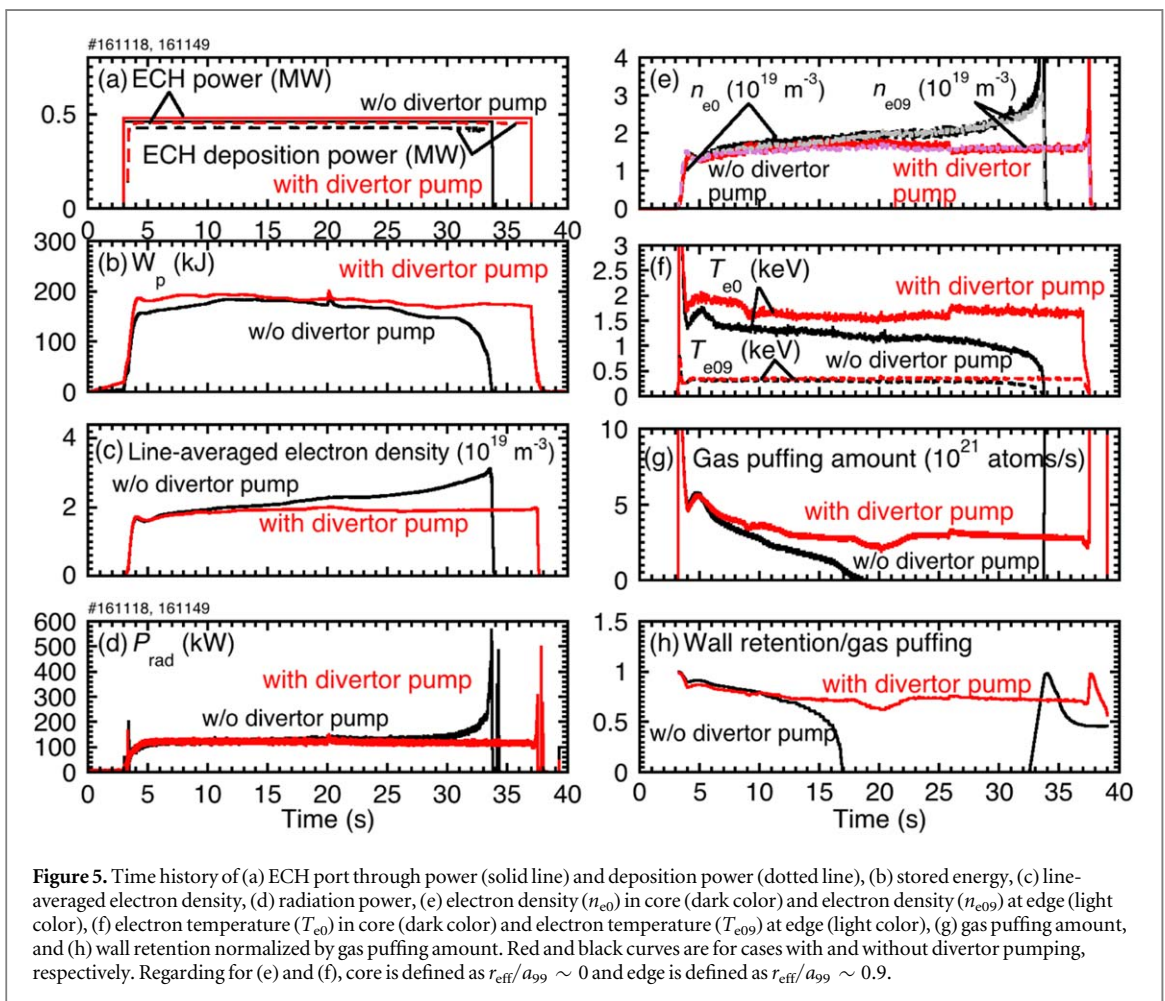 #161118, 161149
(a) ECH power (MW)
w/o divertor pump
0.5
ECH deposition power (MW)
with divertor pump
0
0 5 10 15 20 25 30 35 40
300
(b) W_p (kJ)
with divertor pump
200
w/o divertor pump
100
0
4
(c) Line-averaged electron density (10^19 m^-3)
w/o divertor pump
2
with divertor pump
0
#161118, 161149
600
(d) P_rad (kW)
500
400
with divertor pump
300
w/o divertor pump
200
100
0
0 5 10 15 20 25 30 35 40
Time (s)
4
(e) n_e0 (10^19 m^-3) n_e09 (10^19 m^-3)
3
2
w/o divertor
pump
with divertor
pump
1
0
3
(f) T_e0 (keV)
2.5
with divertor pump
2
1.5
1
w/o divertor pump
T_e09 (keV)
0.5
0
10
(g) Gas puffing amount (10^21 atoms/s)
with divertor pump
5
w/o divertor pump
0
1.5
(h) Wall retention/gas puffing
1
with divertor pump
0.5
w/o divertor pump
0
0 5 10 15 20 25 30 35 40
Time (s)
Figure 5. Time history of (a) ECH port through power (solid line) and deposition power (dotted line), (b) stored energy, (c) line-
averaged electron density, (d) radiation power, (e) electron density (n_e0) in core (dark color) and electron density (n_e09) at edge (light
color), (f) electron temperature (T_e0) in core (dark color) and electron temperature (T_e09) at edge (light color), (g) gas puffing amount,
and (h) wall retention normalized by gas puffing amount. Red and black curves are for cases with and without divertor pumping,
respectively. Regarding for (e) and (f), core is defined as r_eff/a_99 ∼ 0 and edge is defined as r_eff/a_99 ∼ 0.9.